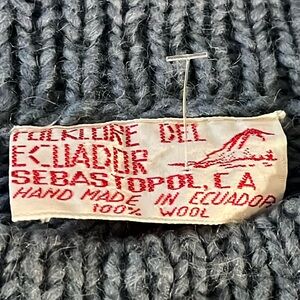 FOLKLORE DEL
ECUADOR
SEBASTOPOL, CA
HAND MADE IN ECUADOR
100% WOOL